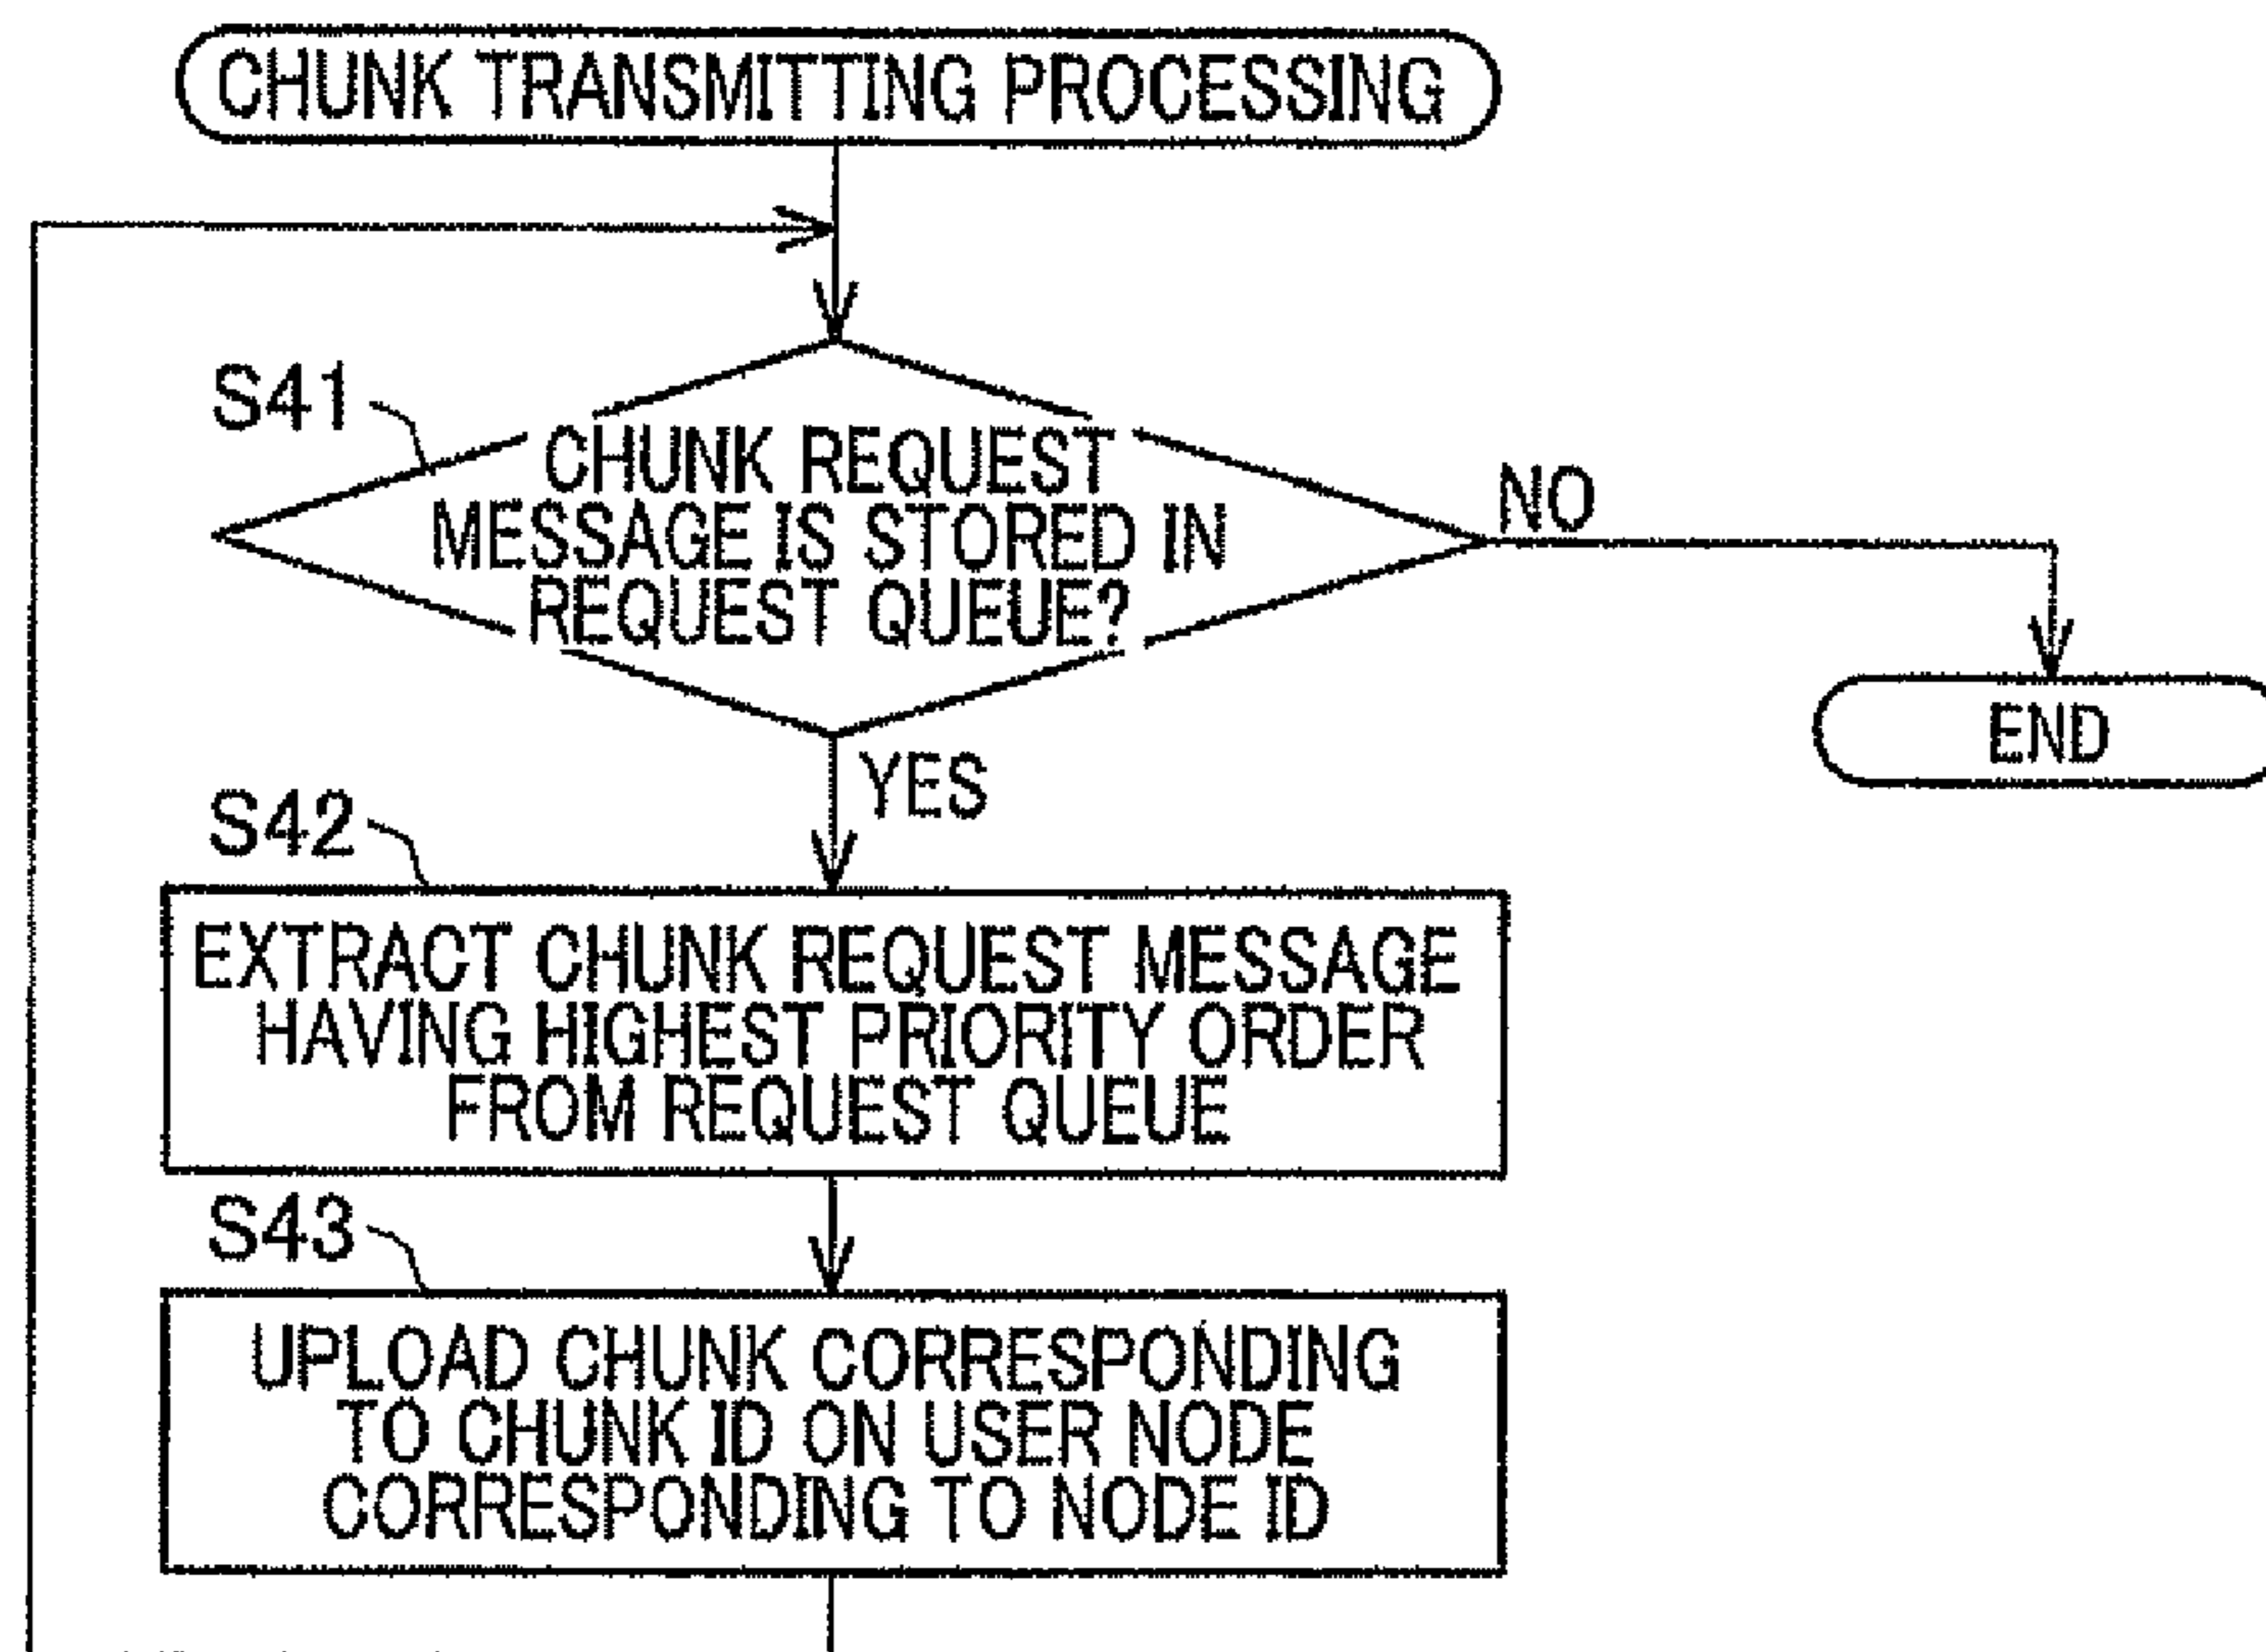 CHUNK TRANSMITTING PROCESSING
S41
CHUNK REQUEST
MESSAGE IS STORED IN
REQUEST QUEUE?
NO
END
YES
S42
EXTRACT CHUNK REQUEST MESSAGE
HAVING HIGHEST PRIORITY ORDER
FROM REQUEST QUEUE
S43
UPLOAD CHUNK CORRESPONDING
TO CHUNK ID ON USER NODE
CORRESPONDING TO NODE ID